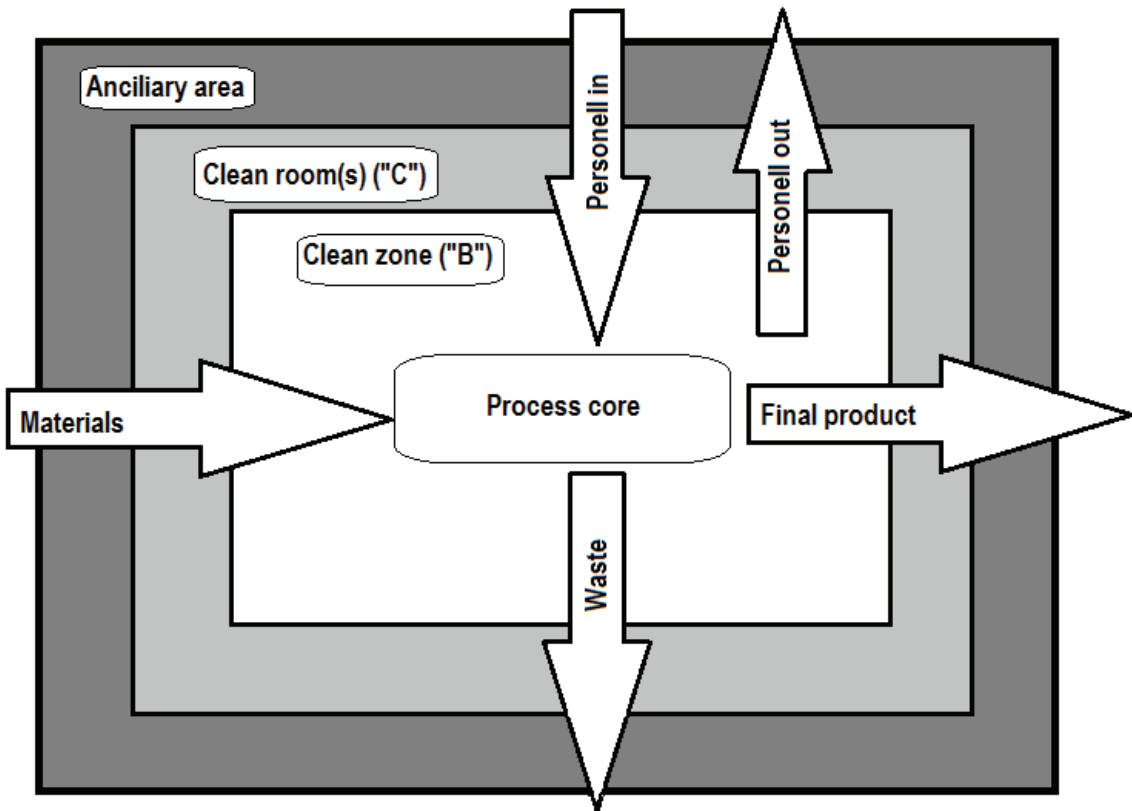 Anciliary area
Clean room(s) ("C")
Clean zone ("B")
Personell in
Personell out
Materials
Process core
Final product
Waste